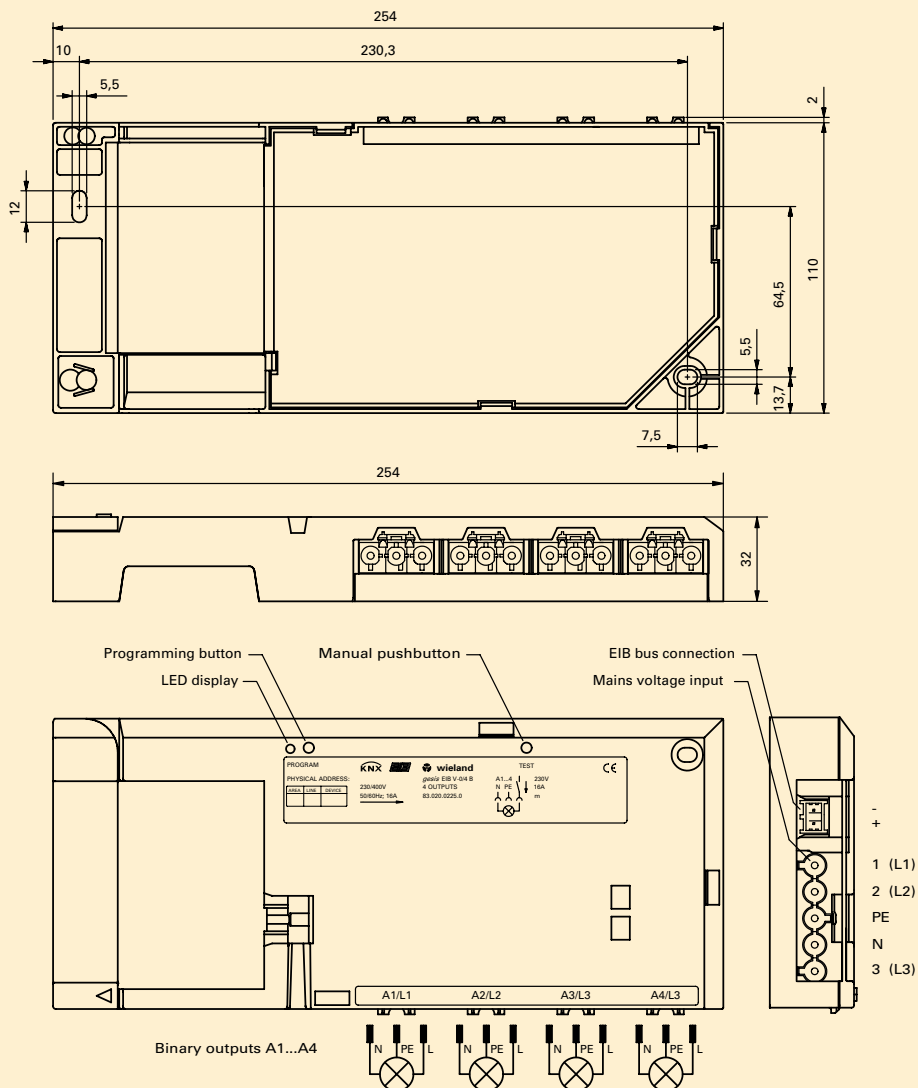 254
10
230,3
5,5
2
12
64,5
110
5,5
13,7
7,5
254
32
Programming button
Manual pushbutton
EIB bus connection
LED display
Mains voltage input
PROGRAM
KNX
wieland
TEST
CE
PHYSICAL ADDRESS:
AREA LINE DEVICE
230/400V
50/60Hz; 16A
gesis EIB V-0/4 B
4 OUTPUTS
83.020.0225.0
A1...4
N PE
230V
16A
m
-
+
1 (L1)
2 (L2)
PE
N
3 (L3)
A1/L1
A2/L2
A3/L3
A4/L3
N PE L
N PE L
N PE L
N PE L
Binary outputs A1...A4